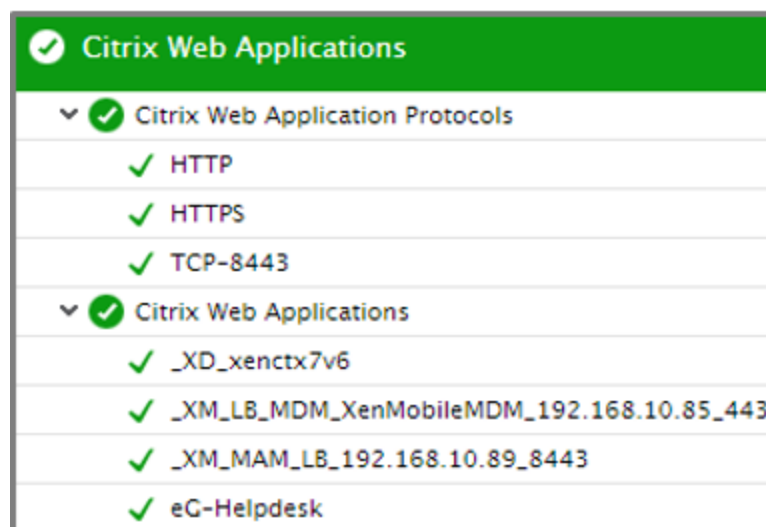 Citrix Web Applications
Citrix Web Application Protocols
HTTP
HTTPS
TCP-8443
Citrix Web Applications
_XD_xenctx7v6
_XM_LB_MDM_XenMobileMDM_192.168.10.85_443
_XM_MAM_LB_192.168.10.89_8443
eG-Helpdesk